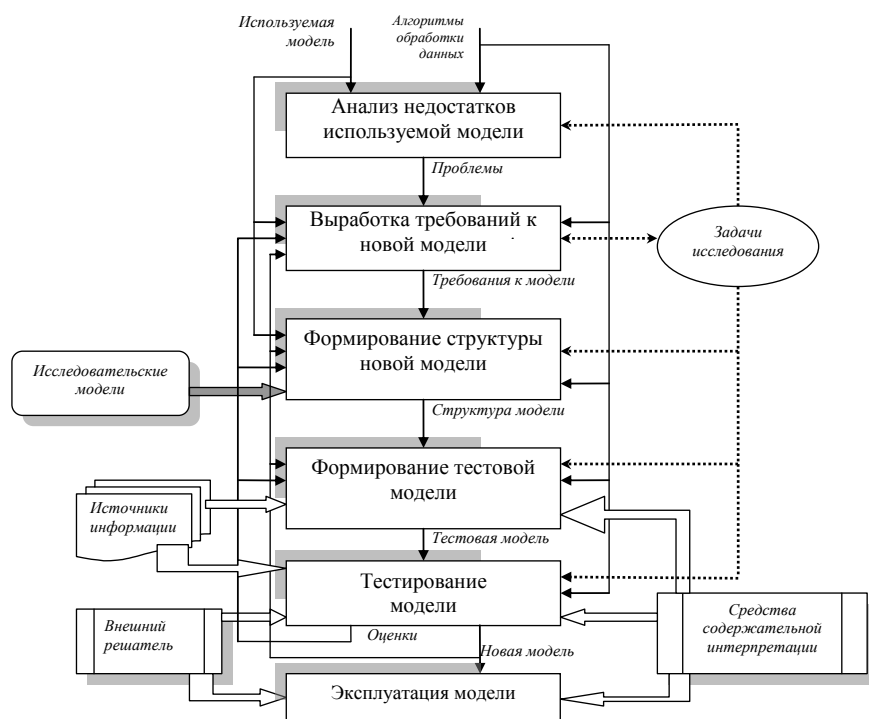 Используемая
модель
Алгоритмы
обработки
данных
Анализ недостатков
используемой модели
Проблемы
Выработка требований к
новой модели
Задачи
исследования
Требования к модели
Формирование структуры
новой модели
Исследовательские
модели
Структура модели
Формирование тестовой
модели
Источники
информации
Тестовая модель
Тестирование
модели
Внешний
решатель
Оценки
Средства
содержательной
интерпретации
Новая модель
Эксплуатация модели